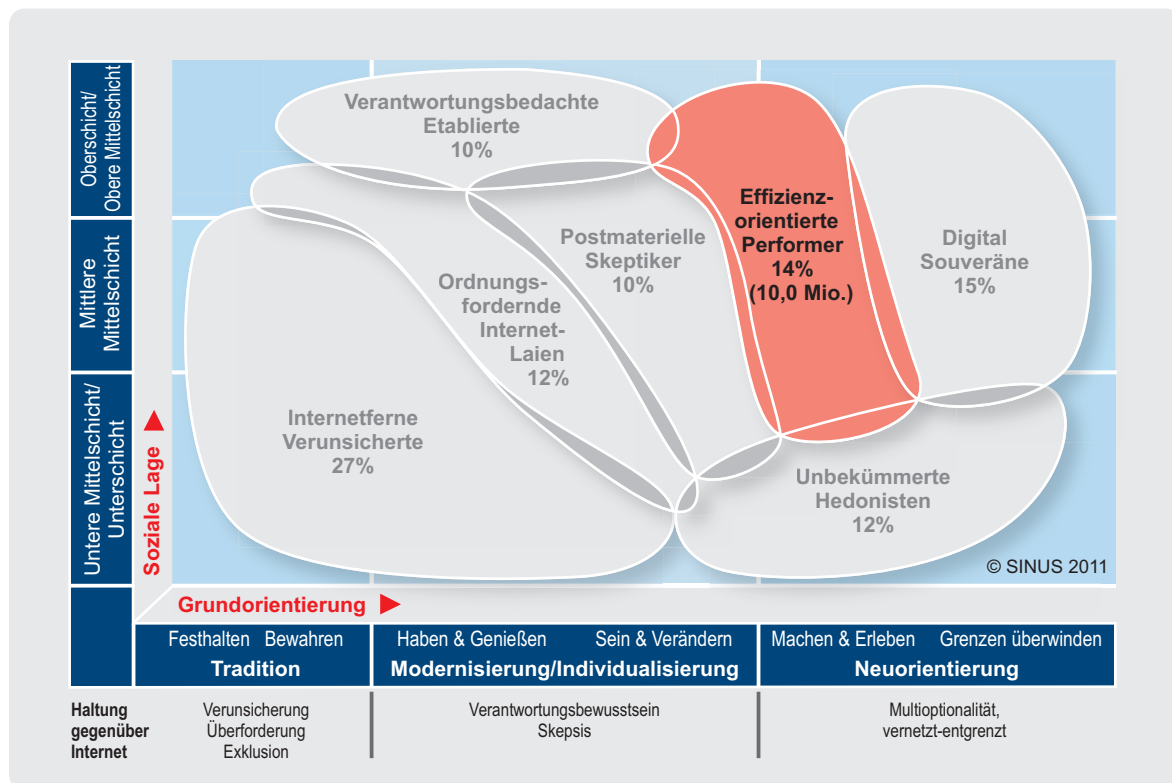 Oberschicht/
Obere Mittelschicht
Mittlere
Mittelschicht
Untere Mittelschicht/
Unterschicht
Soziale Lage
Verantwortungsbedachte
Etablierte
10%
Effizienz-
orientierte
Performer
14%
(10,0 Mio.)
Digital
Souveräne
15%
Postmaterielle
Skeptiker
10%
Ordnungs-
fordernde
Internet-
Laien
12%
Internetferne
Verunsicherte
27%
Unbekümmerte
Hedonisten
12%
© SINUS 2011
Grundorientierung
Festhalten Bewahren
Tradition
Haben & Genießen Sein & Verändern
Modernisierung/Individualisierung
Machen & Erleben Grenzen überwinden
Neuorientierung
Haltung
gegenüber
Internet
Verunsicherung
Überforderung
Exklusion
Verantwortungsbewusstsein
Skepsis
Multioptionalität,
vernetzt-entgrenzt